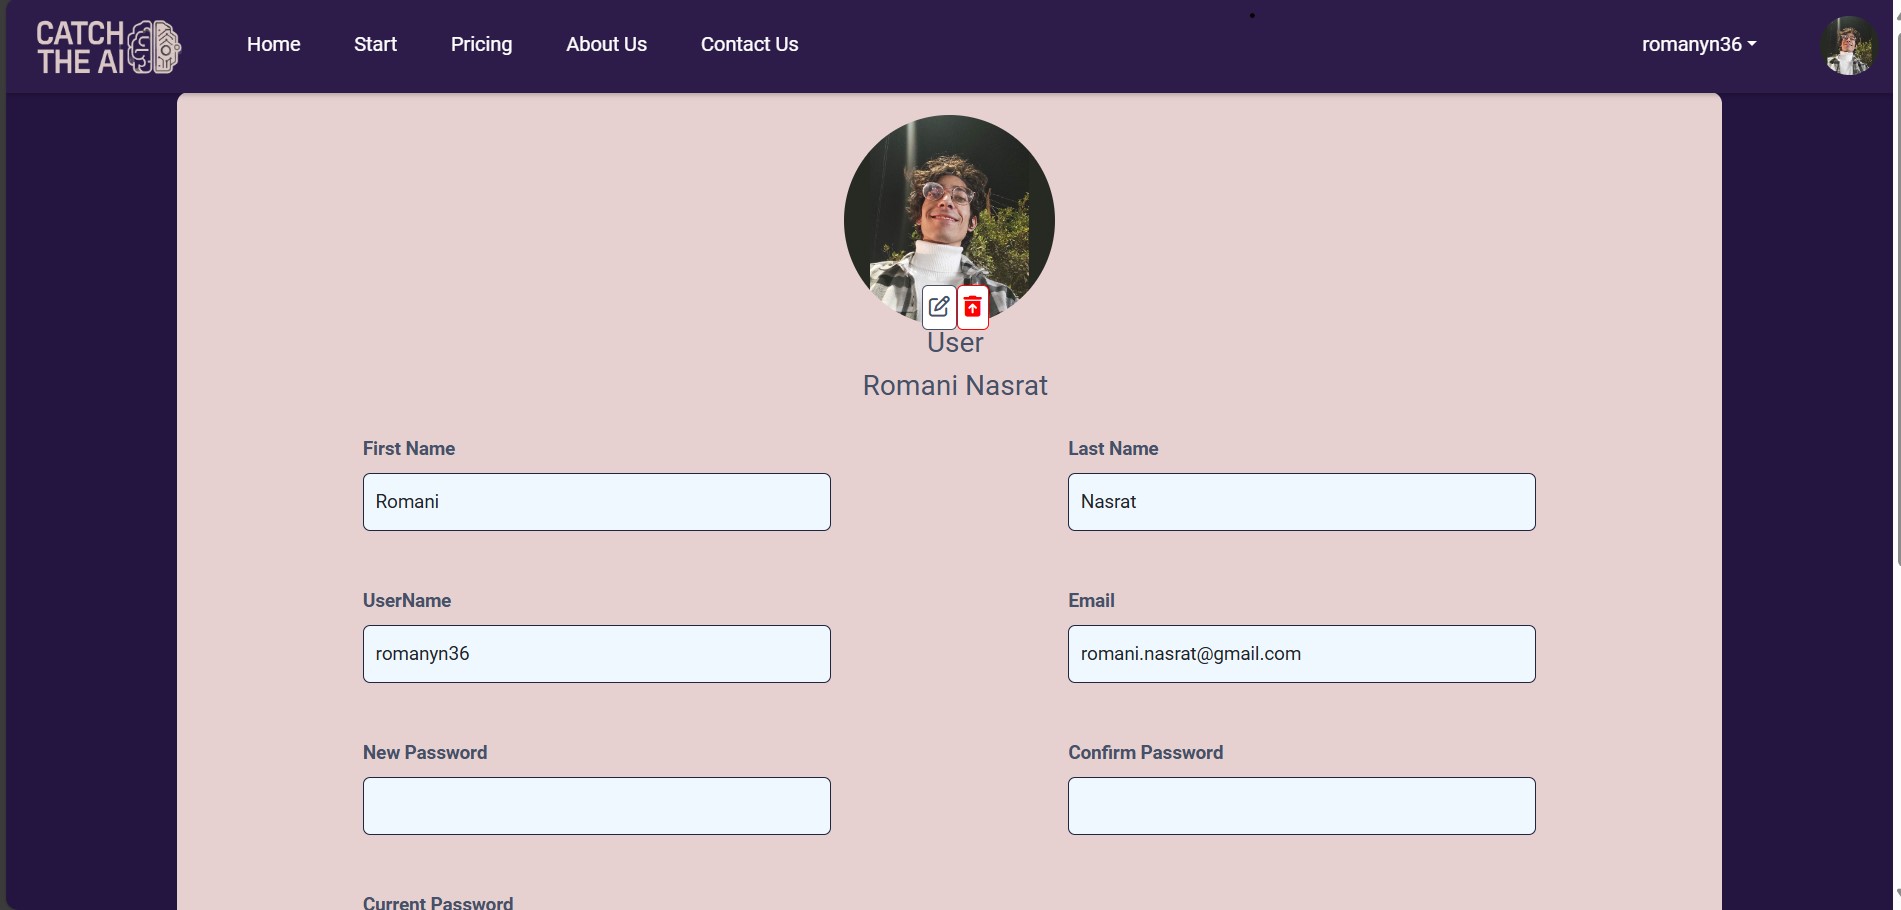 CATCH
THE AI
Home Start Pricing About Us Contact Us romanyn36
User
Romani Nasrat
First Name Last Name
Romani Nasrat
UserName Email
romanyn36 romani.nasrat@gmail.com
New Password Confirm Password
Current Password